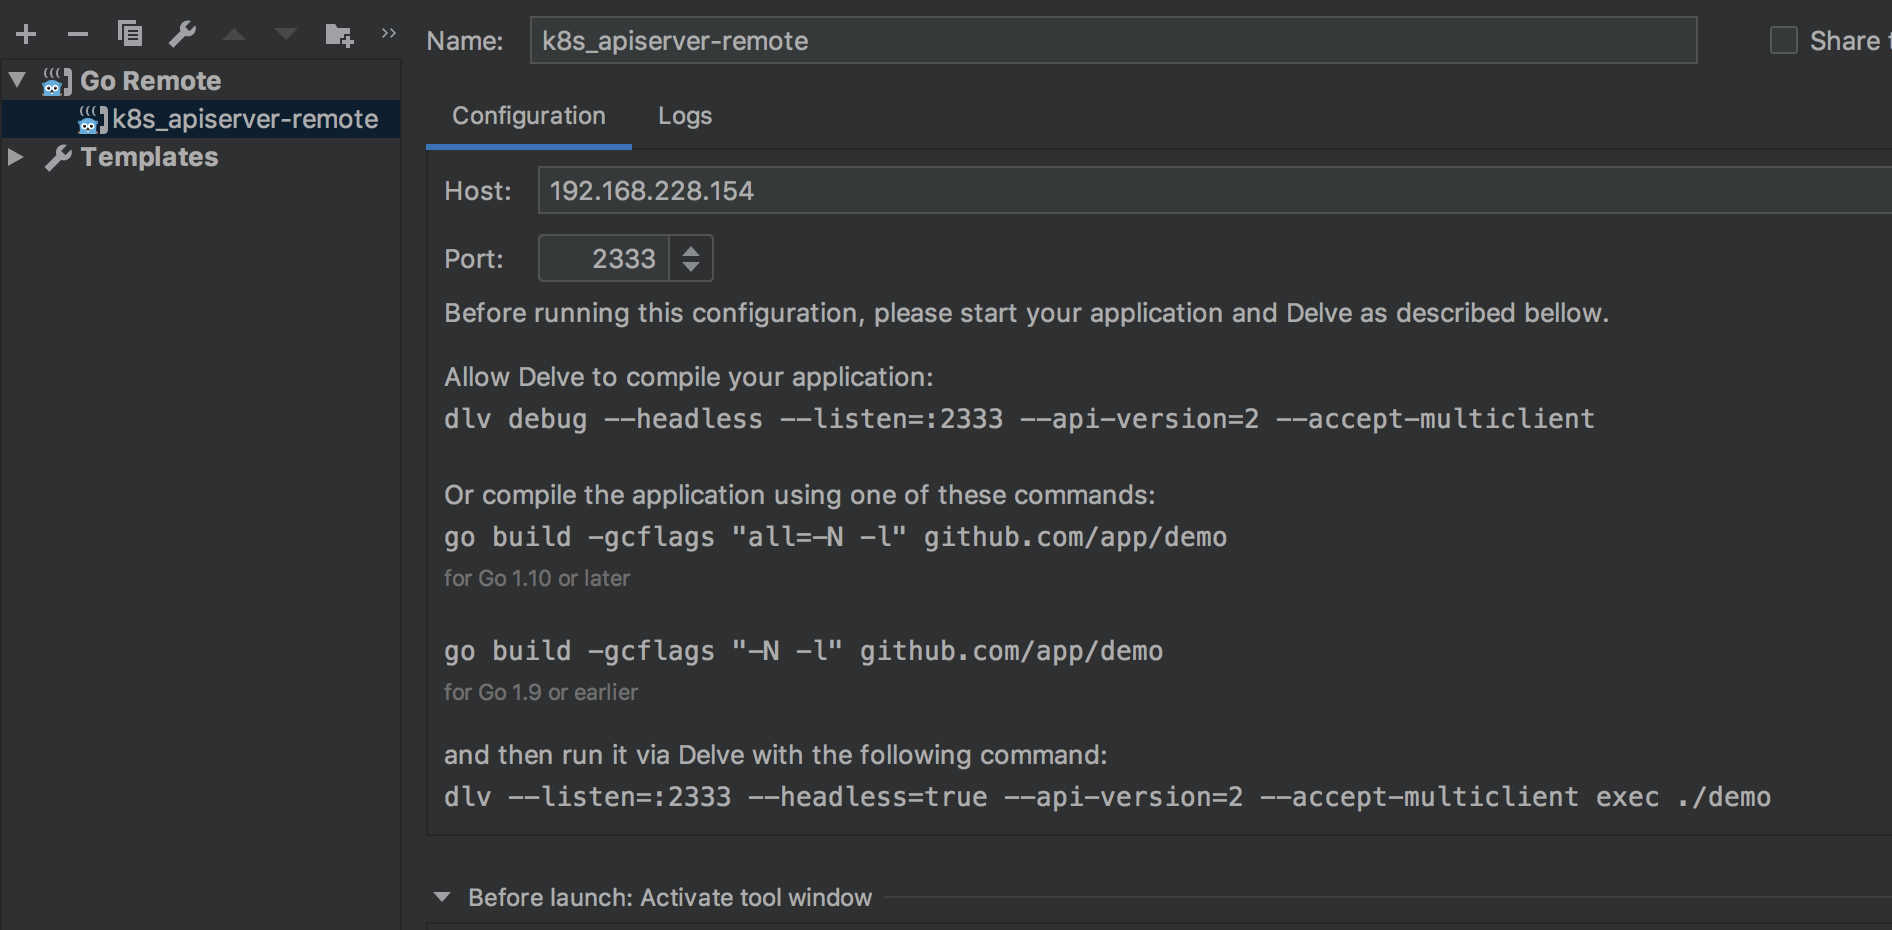 Go Remote
k8s_apiserver-remote
Templates
Name: k8s_apiserver-remote
Share
Configuration Logs
Host: 192.168.228.154
Port: 2333
Before running this configuration, please start your application and Delve as described bellow.
Allow Delve to compile your application:
dlv debug --headless --listen=:2333 --api-version=2 --accept-multiclient
Or compile the application using one of these commands:
go build -gcflags "all=-N -l" github.com/app/demo
for Go 1.10 or later
go build -gcflags "-N -l" github.com/app/demo
for Go 1.9 or earlier
and then run it via Delve with the following command:
dlv --listen=:2333 --headless=true --api-version=2 --accept-multiclient exec ./demo
Before launch: Activate tool window